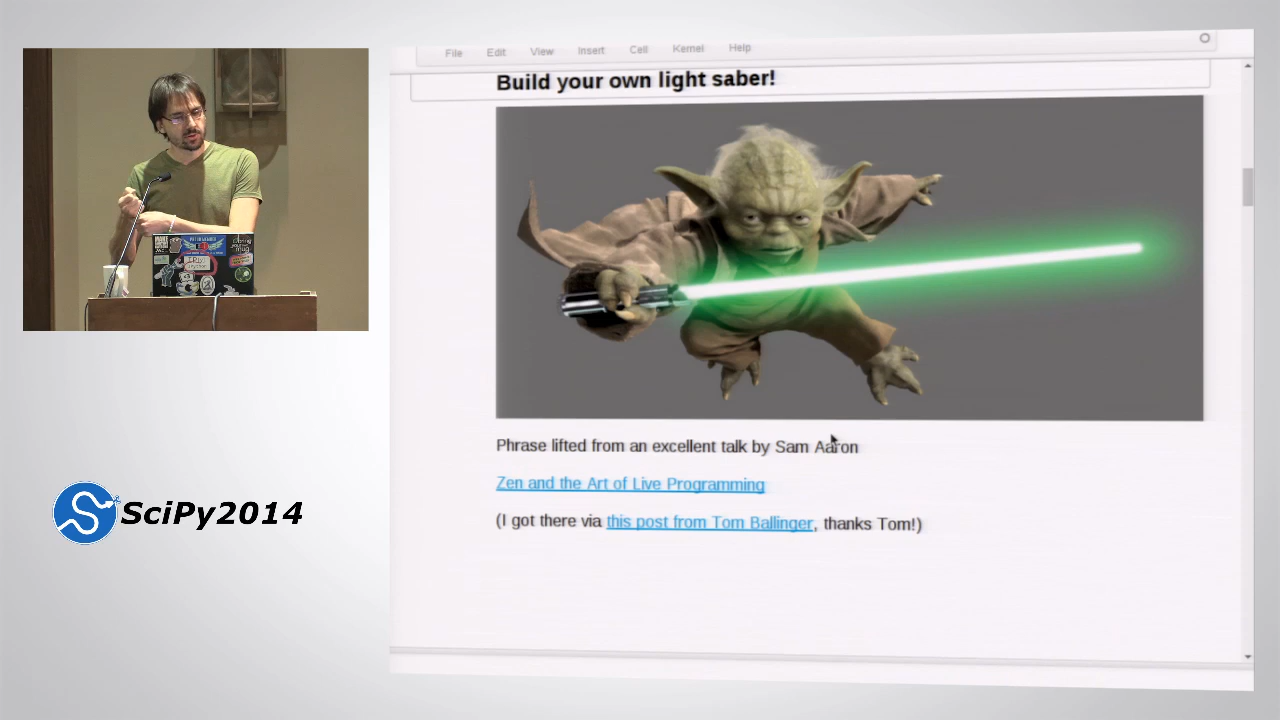 File Edit View Insert Cell Kernel Help
Build your own light saber!
Phrase lifted from an excellent talk by Sam Aaron
Zen and the Art of Live Programming
(I got there via this post from Tom Ballinger, thanks Tom!)
SciPy2014